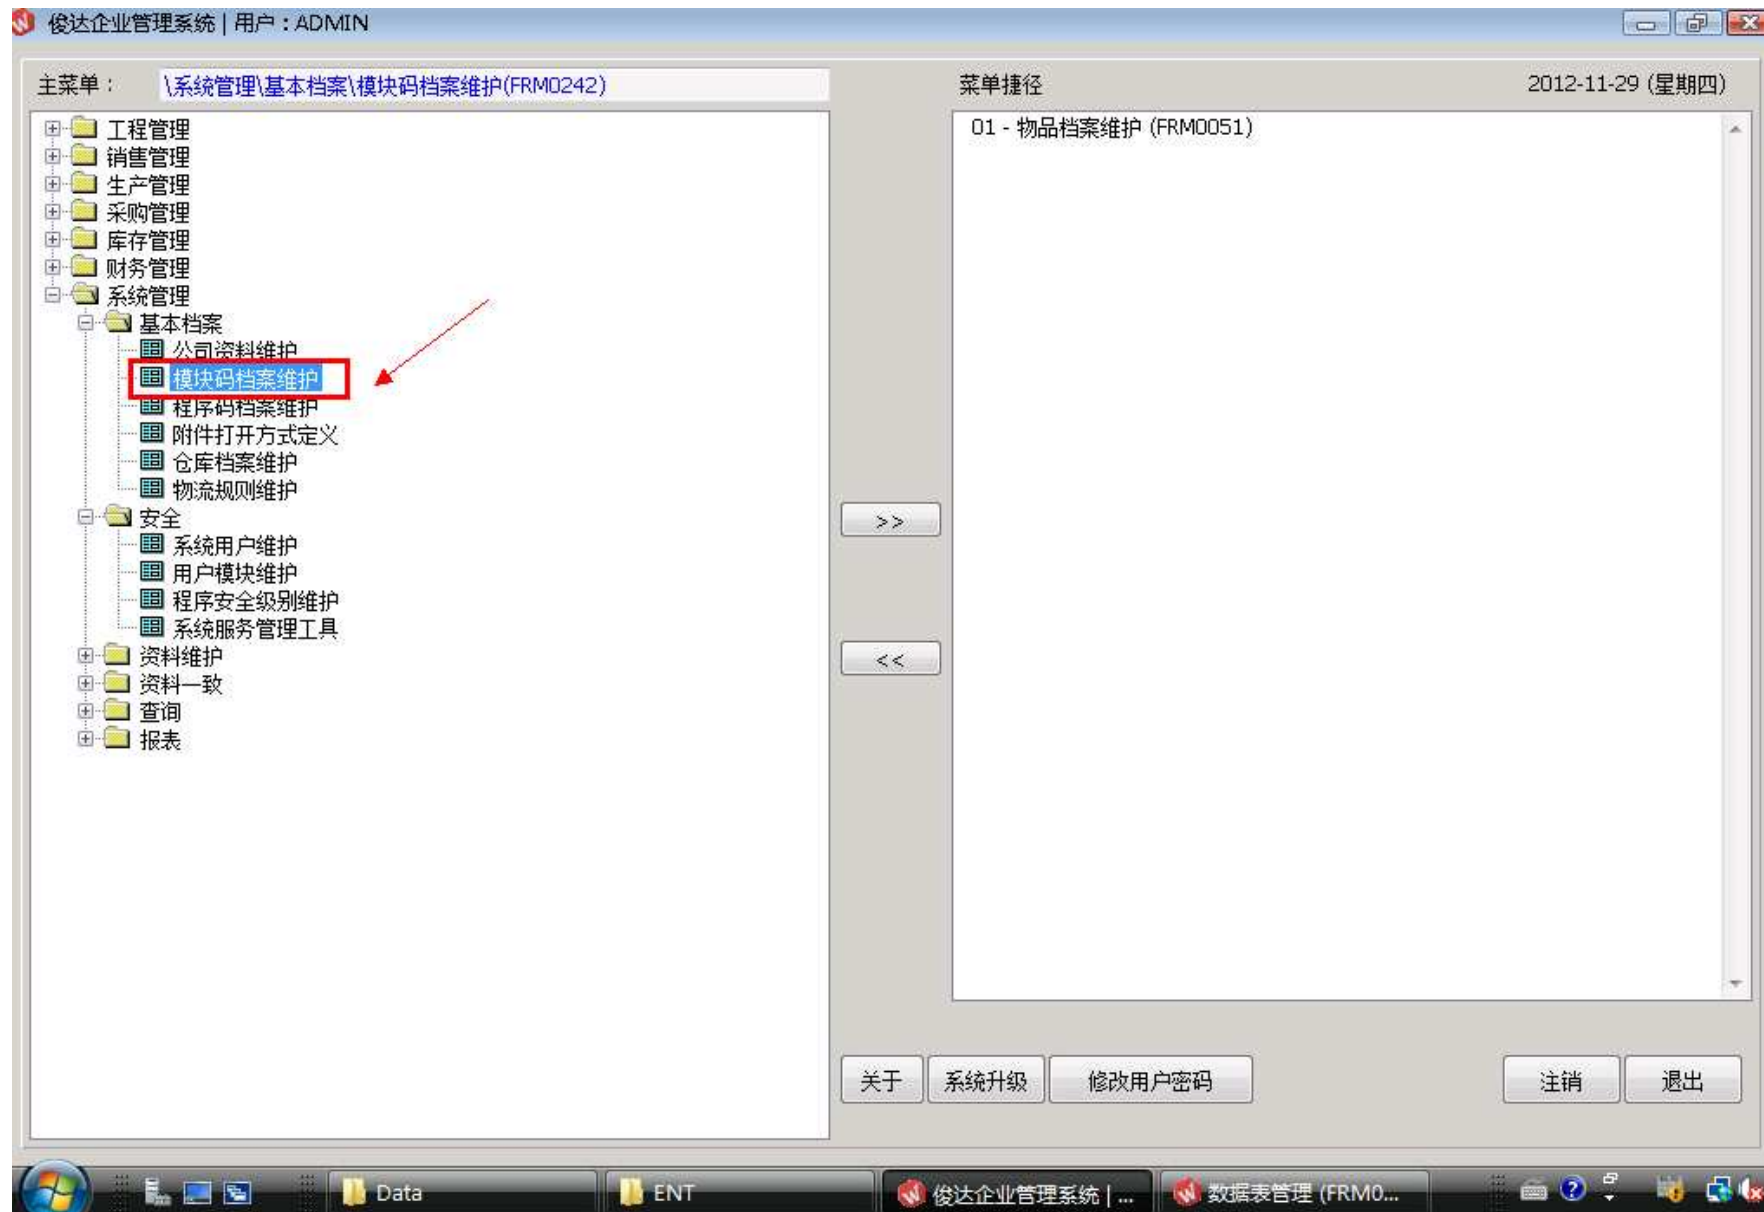 俊达企业管理系统 | 用户：ADMIN
主菜单： \系统管理\基本档案\模块码档案维护(FRM0242)
菜单捷径 2012-11-29 (星期四)
工程管理
销售管理
生产管理
采购管理
库存管理
财务管理
系统管理
基本档案
公司资料维护
模块码档案维护
程序码档案维护
附件打开方式定义
仓库档案维护
物流规则维护
安全
系统用户维护
用户模块维护
程序安全级别维护
系统服务管理工具
资料维护
资料一致
查询
报表
>>
<<
01 - 物品档案维护 (FRM0051)
关于 系统升级 修改用户密码 注销 退出
Data ENT 俊达企业管理系统 | ... 数据表管理 (FRM0...